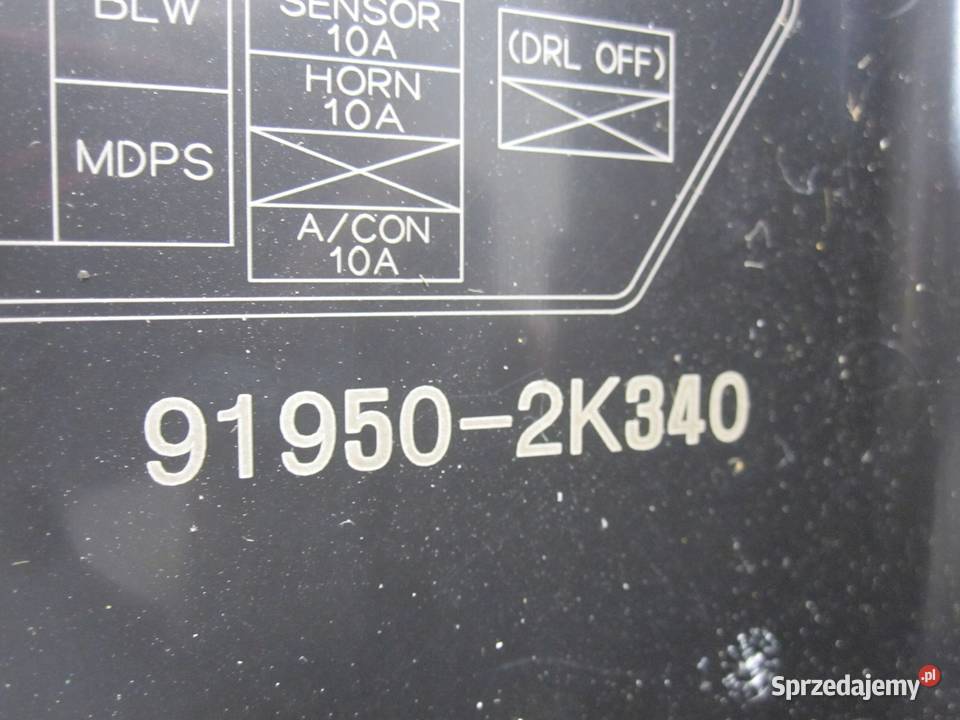 BLW
SENSOR
10A
HORN
10A
(DRL OFF)
MDPS
A/CON
10A
91950-2K340
Sprzedajemy.pl